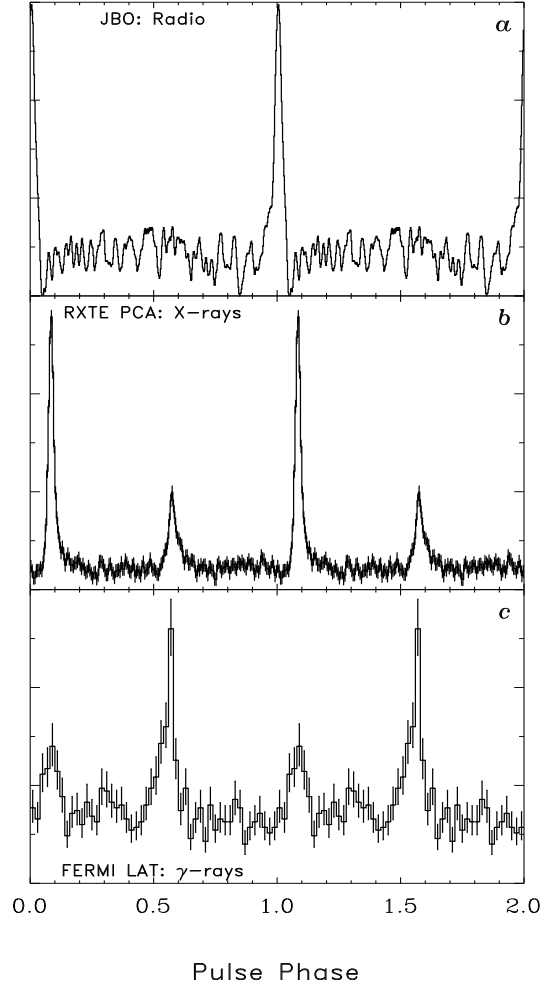 JBO: Radio
a
RXTE PCA: X-rays
b
c
FERMI LAT: γ-rays
0.0 0.5 1.0 1.5 2.0
Pulse Phase